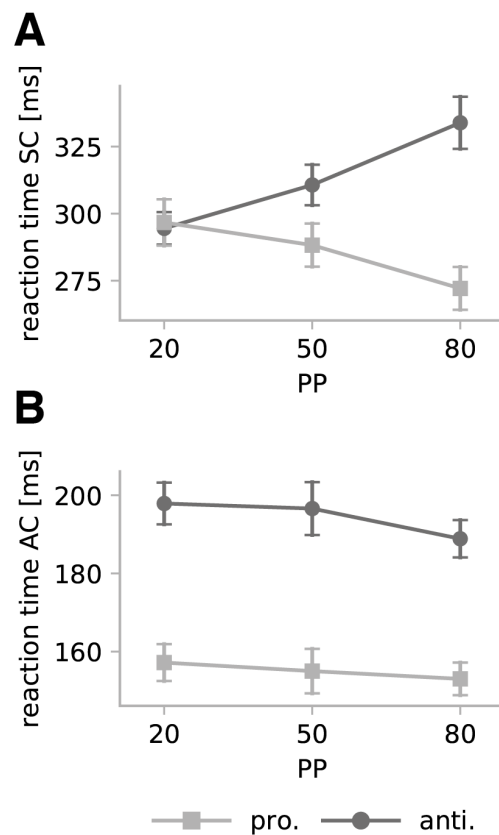 A
reaction time SC [ms]
325
300
275
20 50 80
PP
B
reaction time AC [ms]
200
180
160
20 50 80
PP
pro. anti.